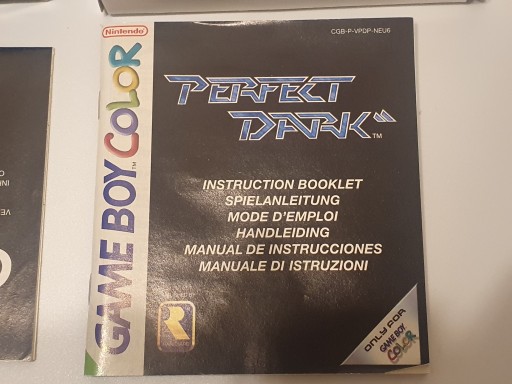 Nintendo
CGB-P-VPDP-NEU6
GAME BOY COLOR
PERFECT
DARK
TM
INSTRUCTION BOOKLET
SPIELANLEITUNG
MODE D'EMPLOI
HANDLEIDING
MANUAL DE INSTRUCCIONES
MANUALE DI ISTRUZIONI
ONLY FOR
GAME BOY
COLOR